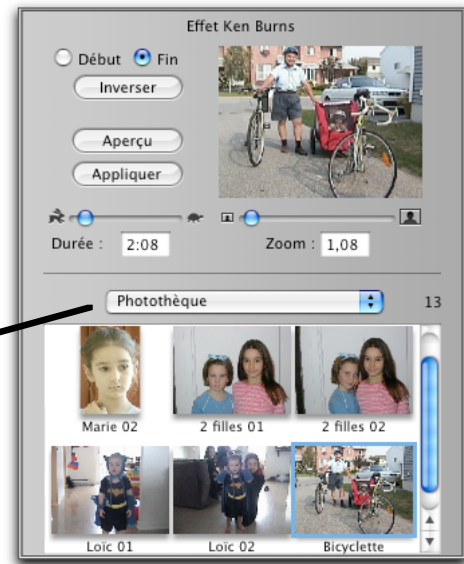 Effet Ken Burns
Début Fin
Inverser
Aperçu
Appliquer
Durée : 2:08 Zoom : 1,08
Photothèque 13
Marie 02 2 filles 01 2 filles 02
Loïc 01 Loïc 02 Bicyclette